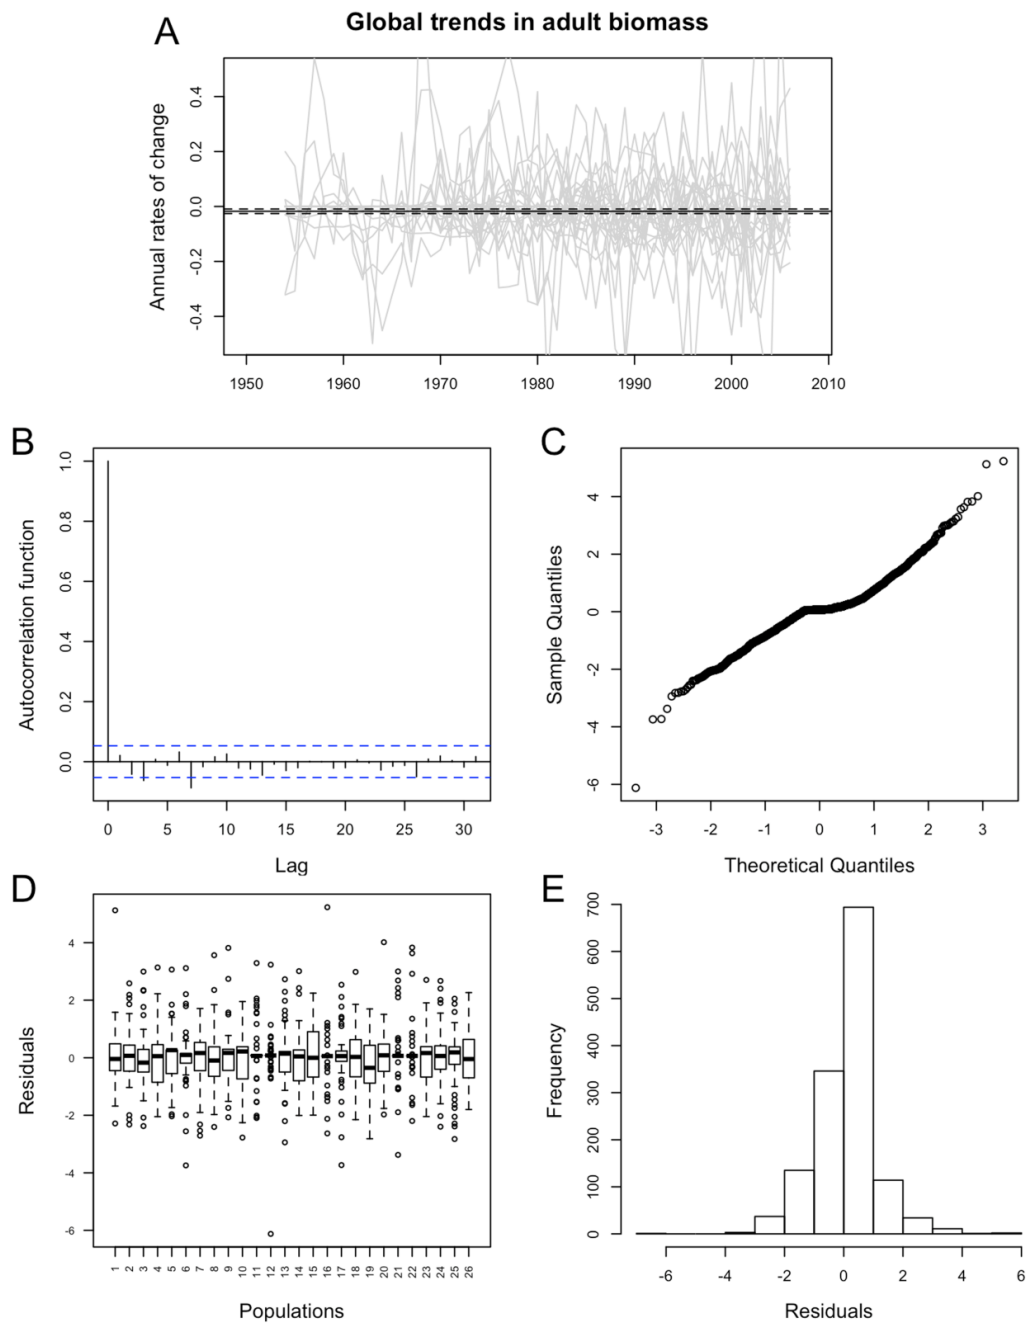 Global trends in adult biomass
A
Annual rates of change
0.4
0.2
0.0
-0.2
-0.4
1950 1960 1970 1980 1990 2000 2010
B
Autocorrelation function
1.0
0.8
0.6
0.4
0.2
0.0
0 5 10 15 20 25 30
Lag
C
Sample Quantiles
4
2
0
-2
-4
-6
-3 -2 -1 0 1 2 3
Theoretical Quantiles
D
Residuals
4
2
0
-2
-4
-6
1 2 3 4 5 6 7 8 9 10 11 12 13 14 15 16 17 18 19 20 21 22 23 24 25 26
Populations
E
Frequency
700
600
500
400
300
200
100
0
-6 -4 -2 0 2 4 6
Residuals